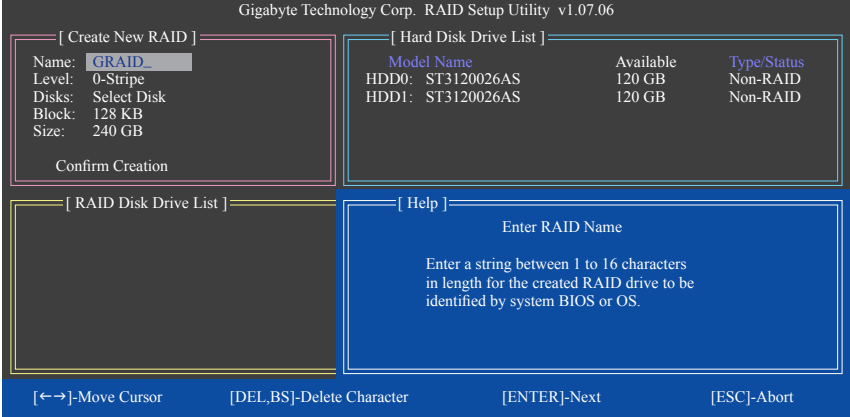 Gigabyte Technology Corp. RAID Setup Utility v1.07.06
[ Create New RAID ]
Name: GRAID_
Level: 0-Stripe
Disks: Select Disk
Block: 128 KB
Size: 240 GB
Confirm Creation
[ Hard Disk Drive List ]
Model Name Available Type/Status
HDD0: ST3120026AS 120 GB Non-RAID
HDD1: ST3120026AS 120 GB Non-RAID
[ RAID Disk Drive List ]
[ Help ]
Enter RAID Name
Enter a string between 1 to 16 characters
in length for the created RAID drive to be
identified by system BIOS or OS.
[←→]-Move Cursor [DEL,BS]-Delete Character [ENTER]-Next [ESC]-Abort